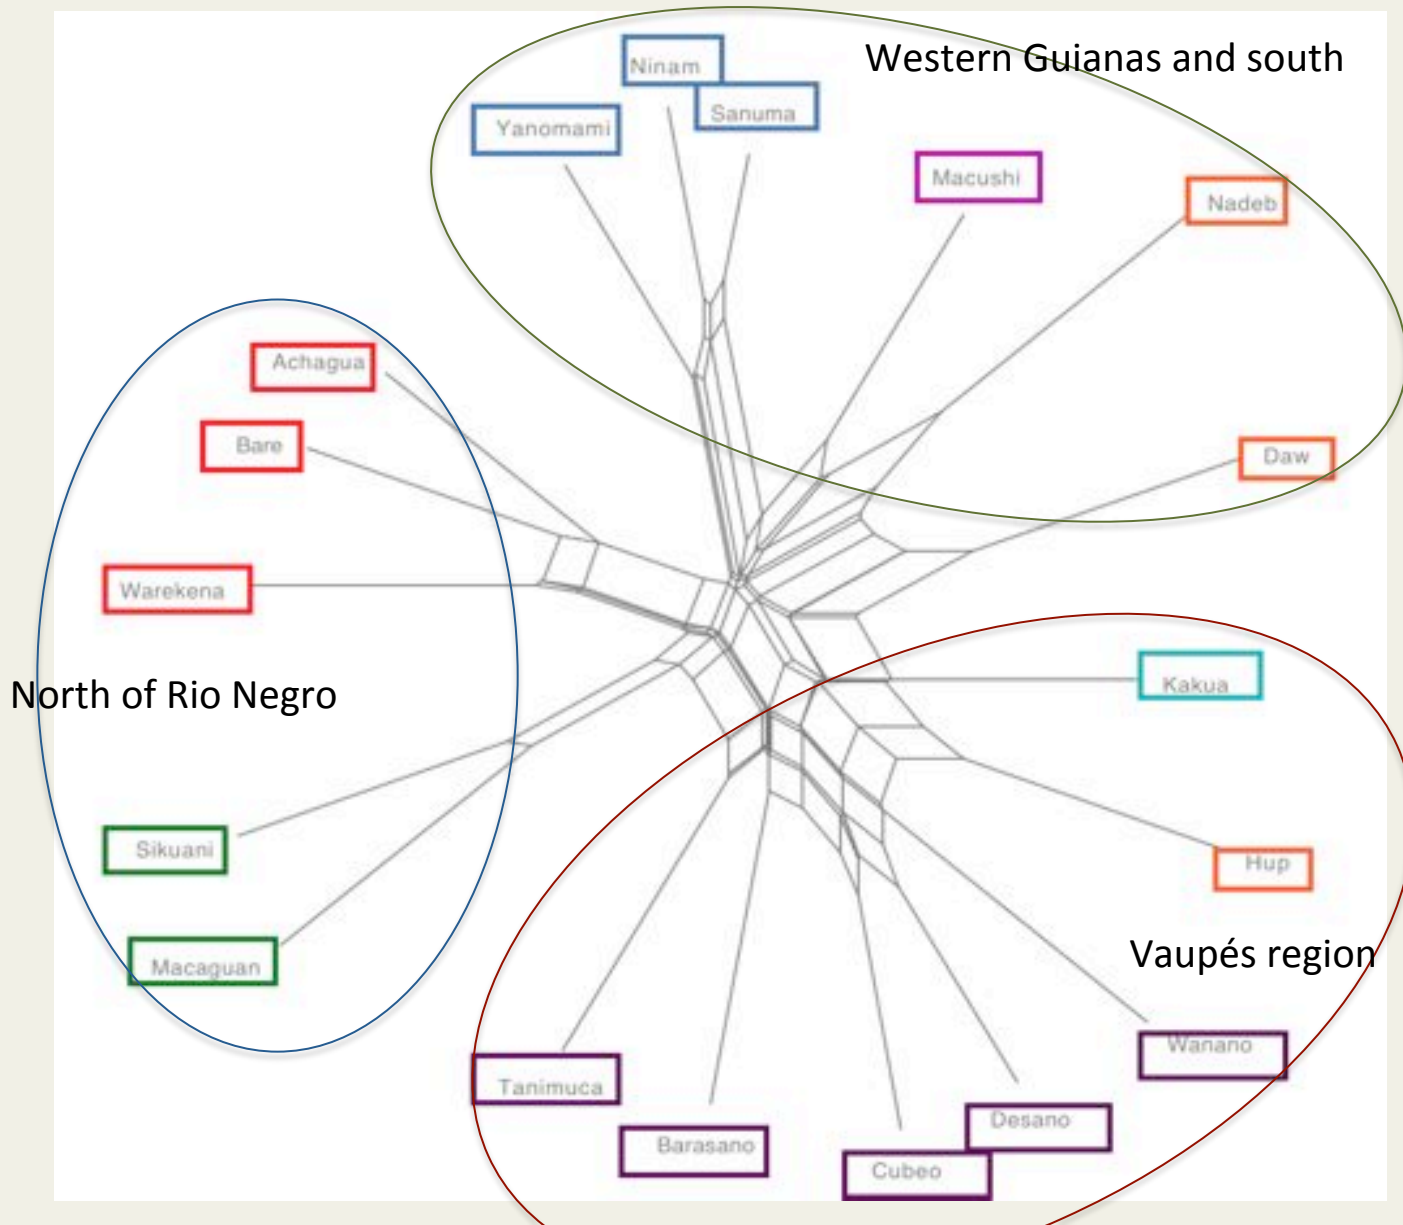 Western Guianas and south
Ninam
Sanuma
Yanomami
Macushi
Nadeb
Achagua
Bare
Daw
Warekena
Kakua
North of Rio Negro
Sikuani
Hup
Vaupés region
Macaguan
Wanano
Tanimuca
Desano
Barasano
Cubeo